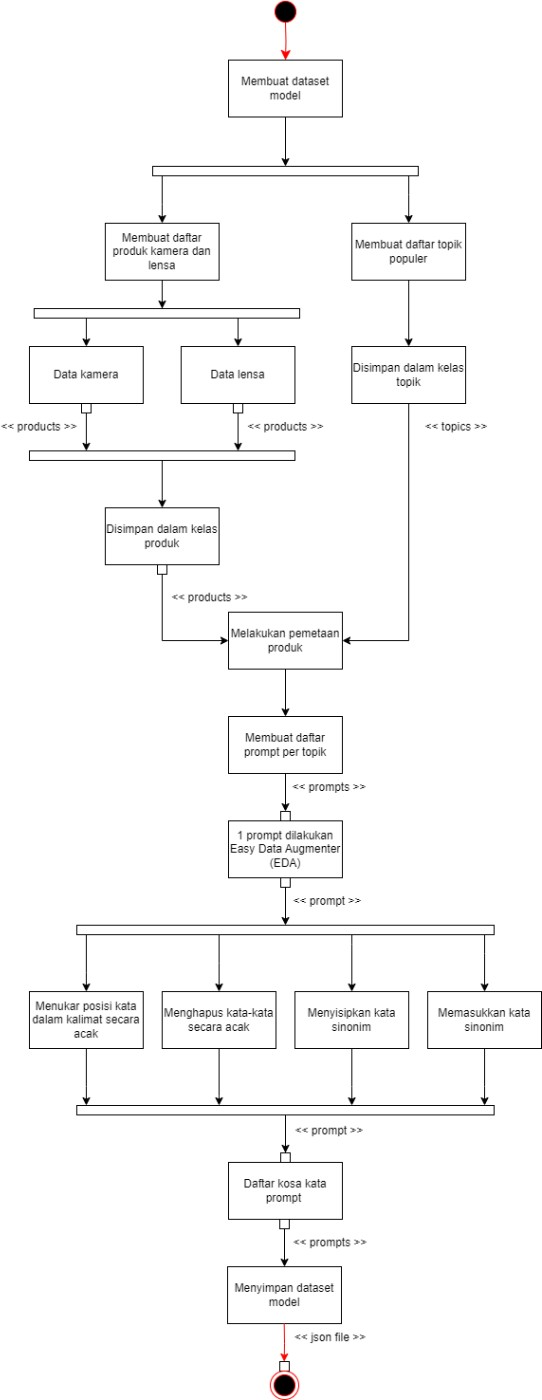 Membuat dataset
model
Membuat daftar
produk kamera dan
lensa
Membuat daftar topik
populer
Data kamera
Data lensa
Disimpan dalam kelas
topik
<< products >>
<< products >>
<< topics >>
Disimpan dalam kelas
produk
<< products >>
Melakukan pemetaan
produk
Membuat daftar
prompt per topik
<< prompts >>
1 prompt dilakukan
Easy Data Augmenter
(EDA)
<< prompt >>
Menukar posisi kata
dalam kalimat secara
acak
Menghapus kata-kata
secara acak
Menyisipkan kata
sinonim
Memasukkan kata
sinonim
<< prompt >>
Daftar kosa kata
prompt
<< prompts >>
Menyimpan dataset
model
<< json file >>